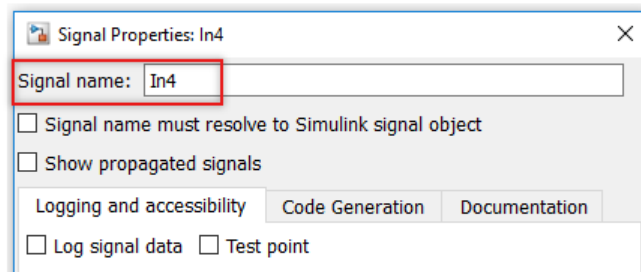 Signal Properties: In4
Signal name: In4
Signal name must resolve to Simulink signal object
Show propagated signals
Logging and accessibility Code Generation Documentation
Log signal data Test point